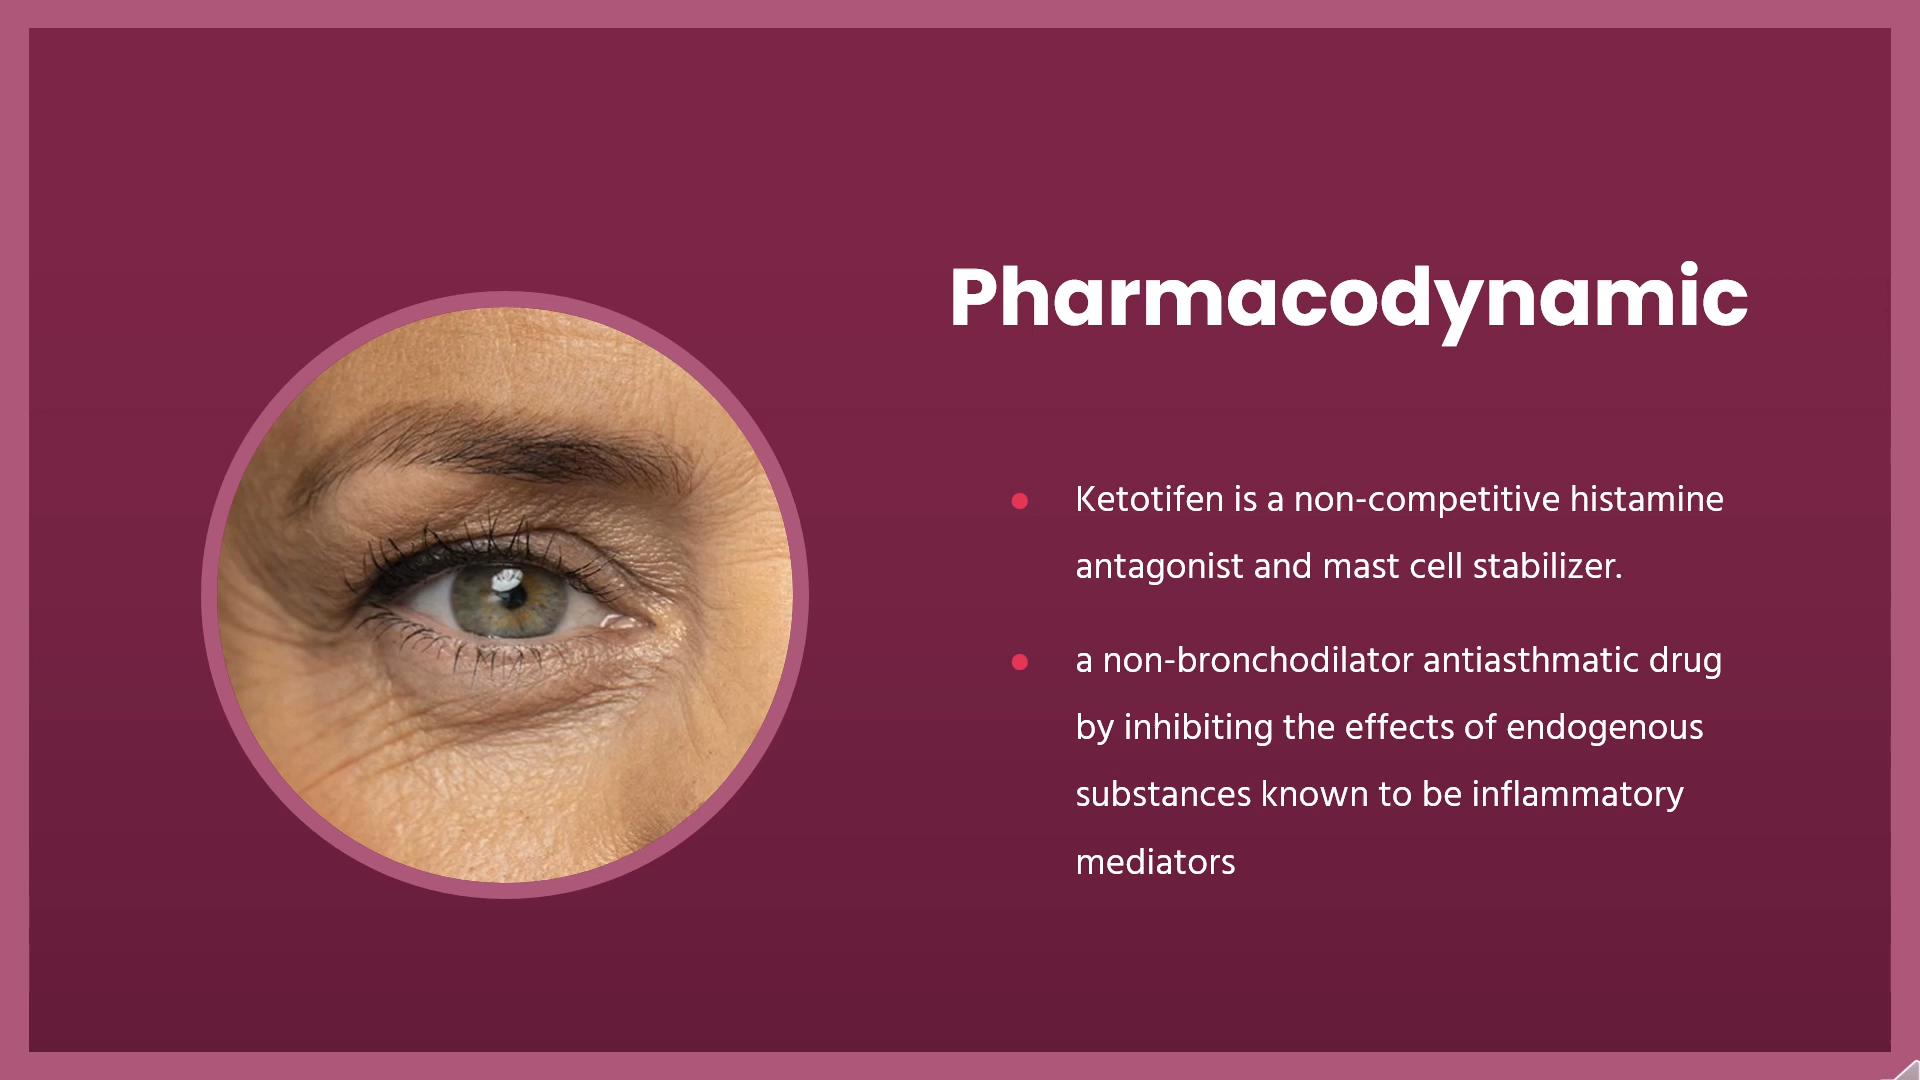 Pharmacodynamic
Ketotifen is a non-competitive histamine
antagonist and mast cell stabilizer.
a non-bronchodilator antiasthmatic drug
by inhibiting the effects of endogenous
substances known to be inflammatory
mediators